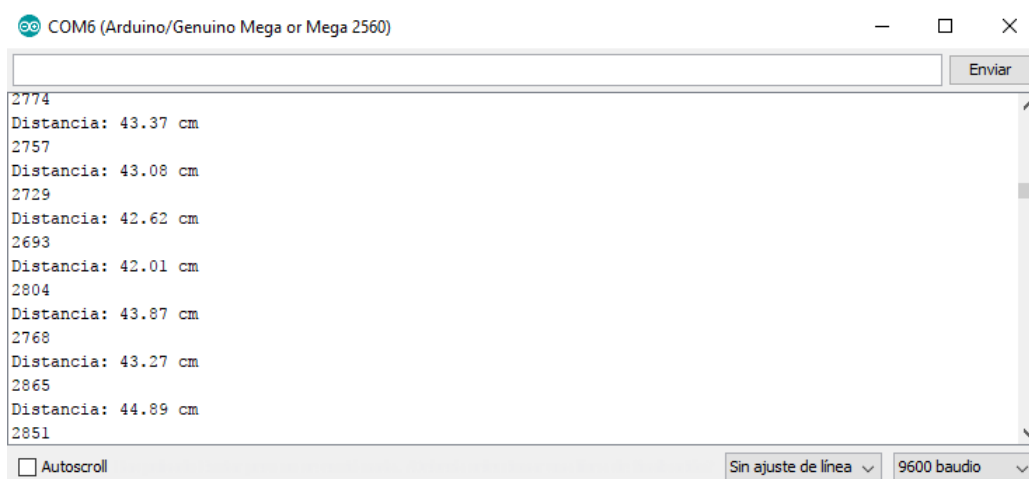 COM6 (Arduino/Genuino Mega or Mega 2560)
Enviar
2774
Distancia: 43.37 cm
2757
Distancia: 43.08 cm
2729
Distancia: 42.62 cm
2693
Distancia: 42.01 cm
2804
Distancia: 43.87 cm
2768
Distancia: 43.27 cm
2865
Distancia: 44.89 cm
2851
Autoscroll
Sin ajuste de línea
9600 baudio